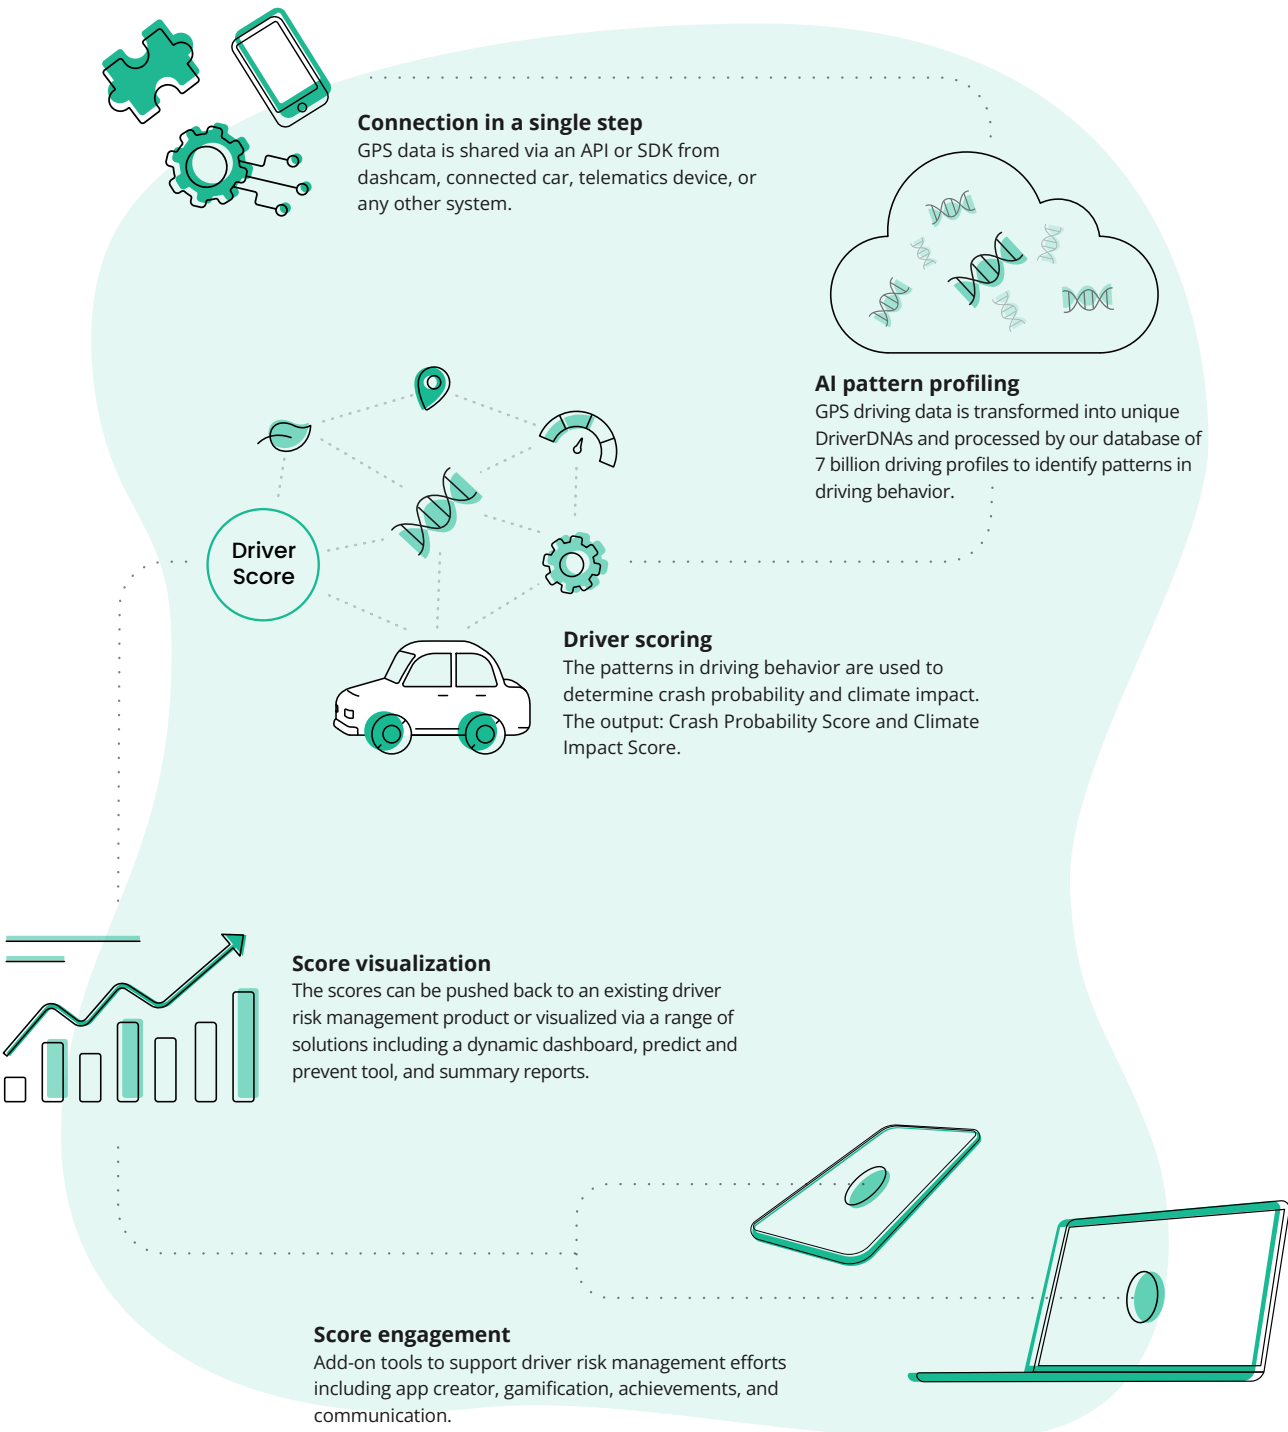 Connection in a single step
GPS data is shared via an API or SDK from
dashcam, connected car, telematics device, or
any other system.
AI pattern profiling
GPS driving data is transformed into unique
DriverDNAs and processed by our database of
7 billion driving profiles to identify patterns in
driving behavior.
Driver
Score
Driver scoring
The patterns in driving behavior are used to
determine crash probability and climate impact.
The output: Crash Probability Score and Climate
Impact Score.
Score visualization
The scores can be pushed back to an existing driver
risk management product or visualized via a range of
solutions including a dynamic dashboard, predict and
prevent tool, and summary reports.
Score engagement
Add-on tools to support driver risk management efforts
including app creator, gamification, achievements, and
communication.